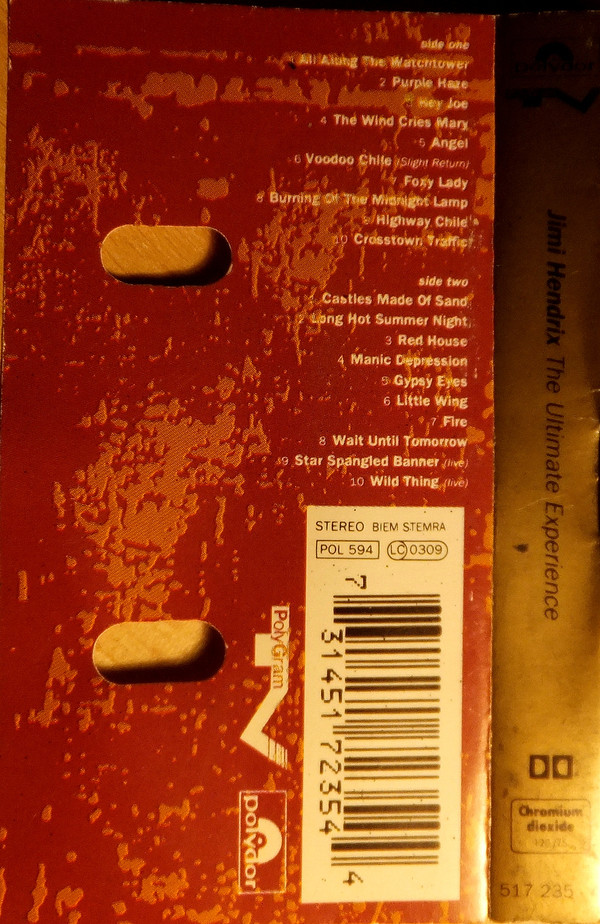 side one
All Along The Watchtower
2 Purple Haze
3 Hey Joe
4 The Wind Cries Mary
5 Angel
6 Voodoo Chile (Slight Return)
7 Foxy Lady
8 Burning Of The Midnight Lamp
9 Highway Chile
10 Crosstown Traffic
side two
1 Castles Made Of Sand
2 Long Hot Summer Night
3 Red House
4 Manic Depression
5 Gypsy Eyes
6 Little Wing
7 Fire
8 Wait Until Tomorrow
9 Star Spangled Banner (live)
10 Wild Thing (live)
STEREO BIEM STEMRA
POL 594 LC 0309
7 31451 72354 4
PolyGram
polydor
polydor
Jimi Hendrix The Ultimate Experience
Chromium
dioxide
517 235